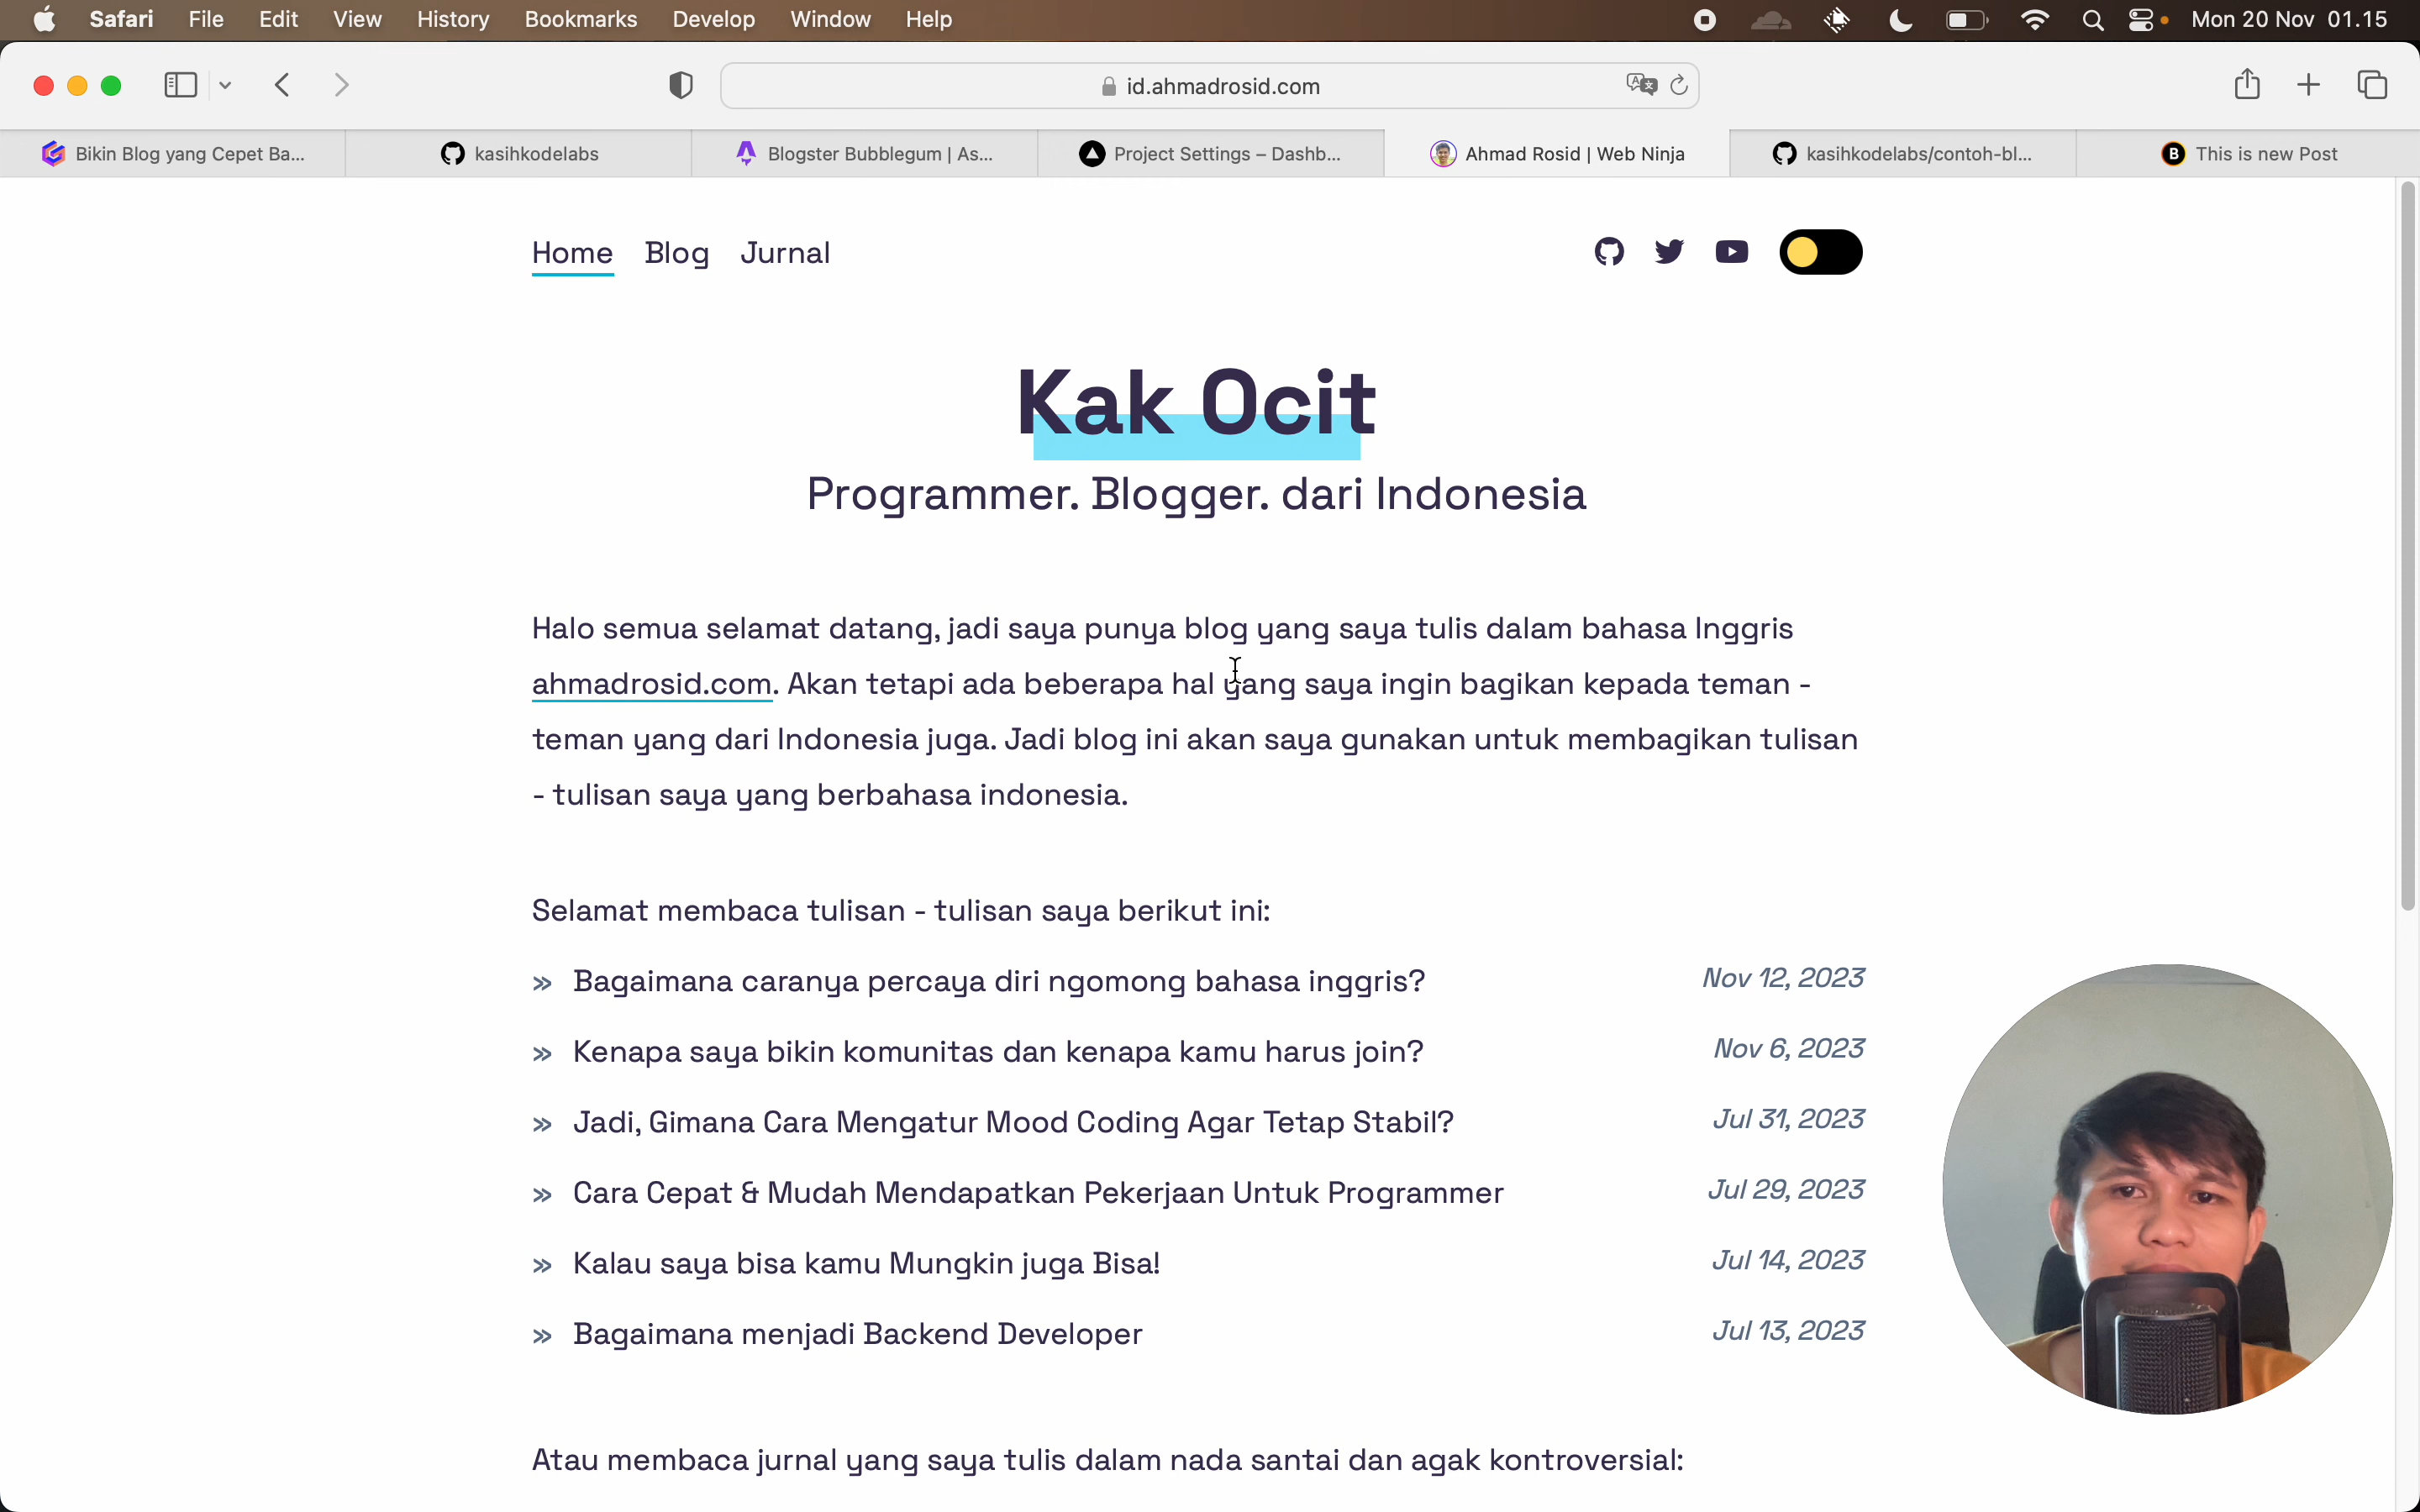 Safari File Edit View History Bookmarks Develop Window Help Mon 20 Nov 01.15
id.ahmadrosid.com
Bikin Blog yang Cepet Ba... kasihkodelabs Blogster Bubblegum | As... Project Settings – Dashb... Ahmad Rosid | Web Ninja kasihkodelabs/contoh-bl... B This is new Post
Home Blog Jurnal
Kak Ocit
Programmer. Blogger. dari Indonesia
Halo semua selamat datang, jadi saya punya blog yang saya tulis dalam bahasa Inggris
ahmadrosid.com. Akan tetapi ada beberapa hal yang saya ingin bagikan kepada teman -
teman yang dari Indonesia juga. Jadi blog ini akan saya gunakan untuk membagikan tulisan
- tulisan saya yang berbahasa indonesia.
Selamat membaca tulisan - tulisan saya berikut ini:
» Bagaimana caranya percaya diri ngomong bahasa inggris? Nov 12, 2023
» Kenapa saya bikin komunitas dan kenapa kamu harus join? Nov 6, 2023
» Jadi, Gimana Cara Mengatur Mood Coding Agar Tetap Stabil? Jul 31, 2023
» Cara Cepat & Mudah Mendapatkan Pekerjaan Untuk Programmer Jul 29, 2023
» Kalau saya bisa kamu Mungkin juga Bisa! Jul 14, 2023
» Bagaimana menjadi Backend Developer Jul 13, 2023
Atau membaca jurnal yang saya tulis dalam nada santai dan agak kontroversial: